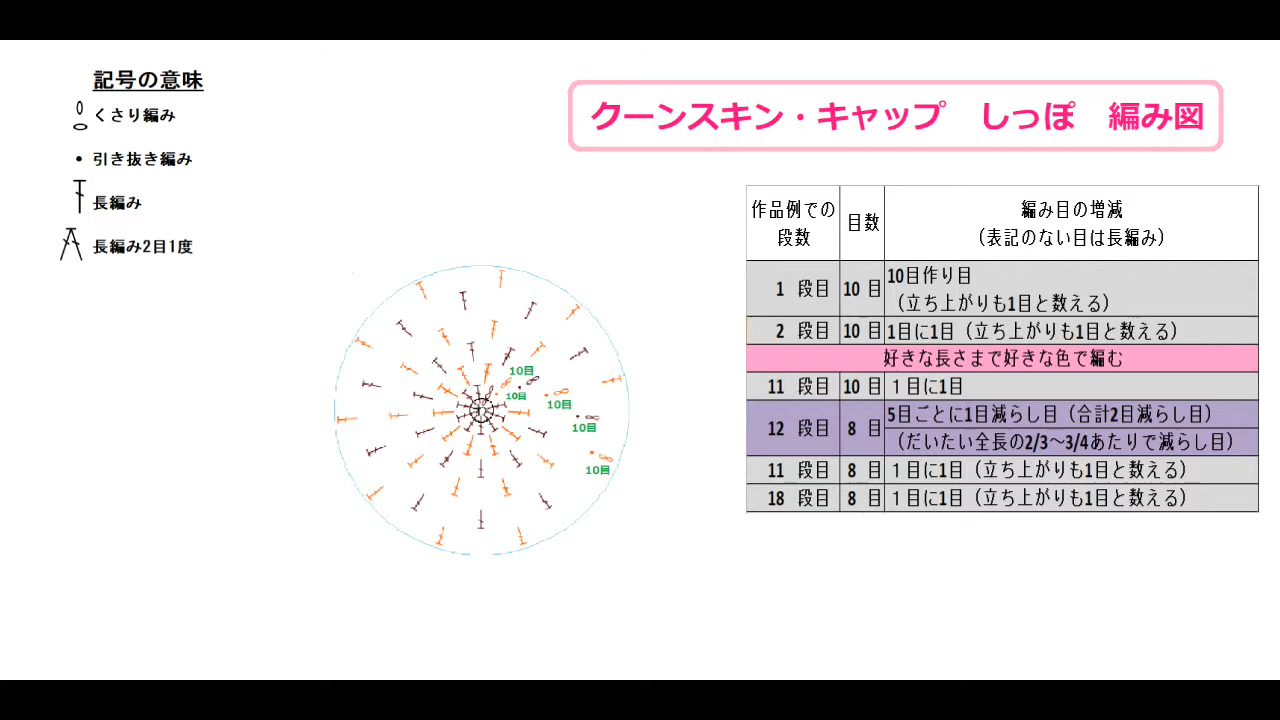 記号の意味
くさり編み
引き抜き編み
長編み
長編み2目1度
クーンスキン・キャップ　しっぽ　編み図
10目
10目
10目
10目
10目
作品例での段数 目数 編み目の増減
（表記のない目は長編み）
1 段目 10 目 10目作り目
（立ち上がりも1目と数える）
2 段目 10 目 1目に1目（立ち上がりも1目と数える）
好きな長さまで好きな色で編む
11 段目 10 目 １目に1目
12 段目 8 目 5目ごとに1目減らし目（合計2目減らし目）
（だいたい全長の2/3～3/4あたりで減らし目）
11 段目 8 目 １目に1目（立ち上がりも1目と数える）
18 段目 8 目 １目に1目（立ち上がりも1目と数える）